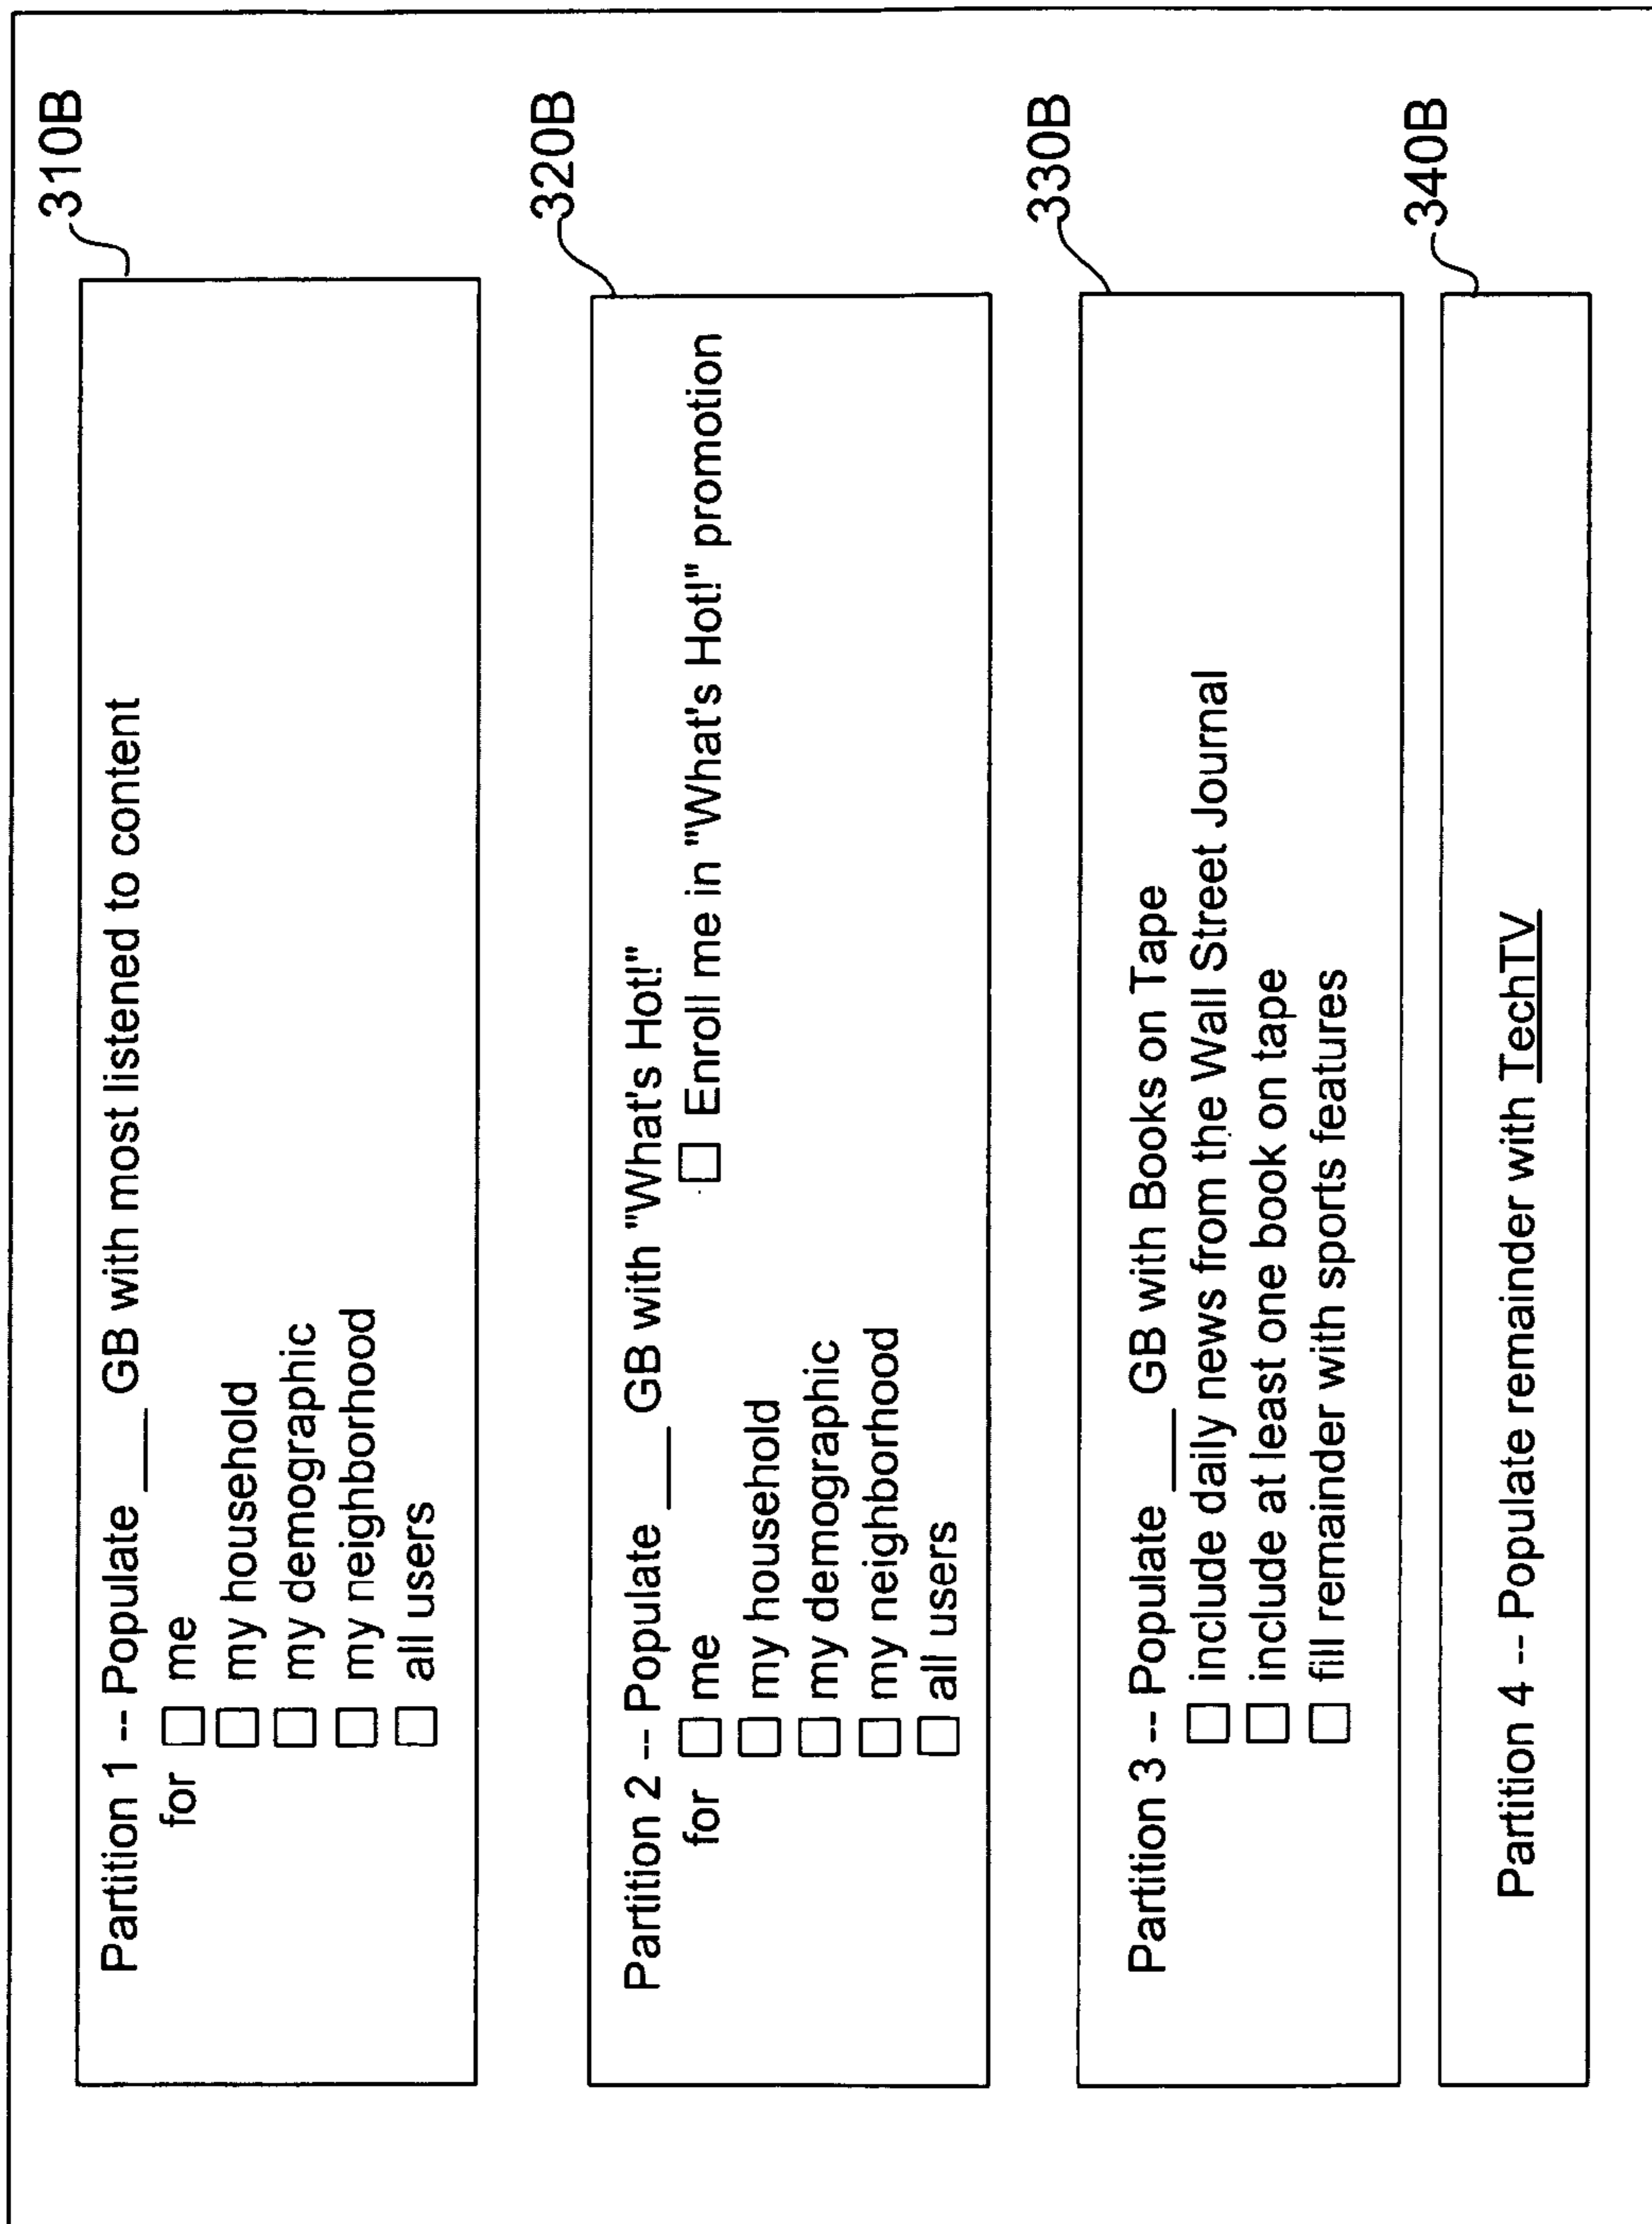 310B
Partition 1 -- Populate ___ GB with most listened to content
for ☐ me
☐ my household
☐ my demographic
☐ my neighborhood
☐ all users
320B
Partition 2 -- Populate ___ GB with "What's Hot!"
for ☐ me ☐ Enroll me in "What's Hot!" promotion
☐ my household
☐ my demographic
☐ my neighborhood
☐ all users
330B
Partition 3 -- Populate ___ GB with Books on Tape
☐ include daily news from the Wall Street Journal
☐ include at least one book on tape
☐ fill remainder with sports features
340B
Partition 4 -- Populate remainder with TechTV